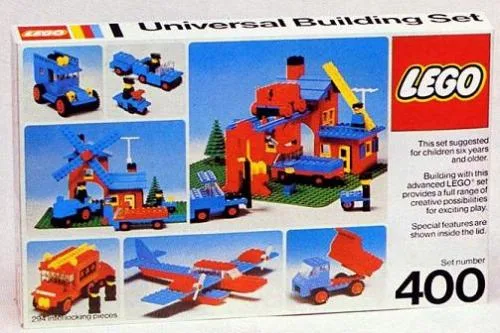 LEGO
Universal Building Set
LEGO
This set suggested
for children six years
and older.
Building with this
advanced LEGO® set
provides a full range of
creative possibilities
for exciting play.
Special features are
shown inside the lid.
Set number
400
294 interlocking pieces